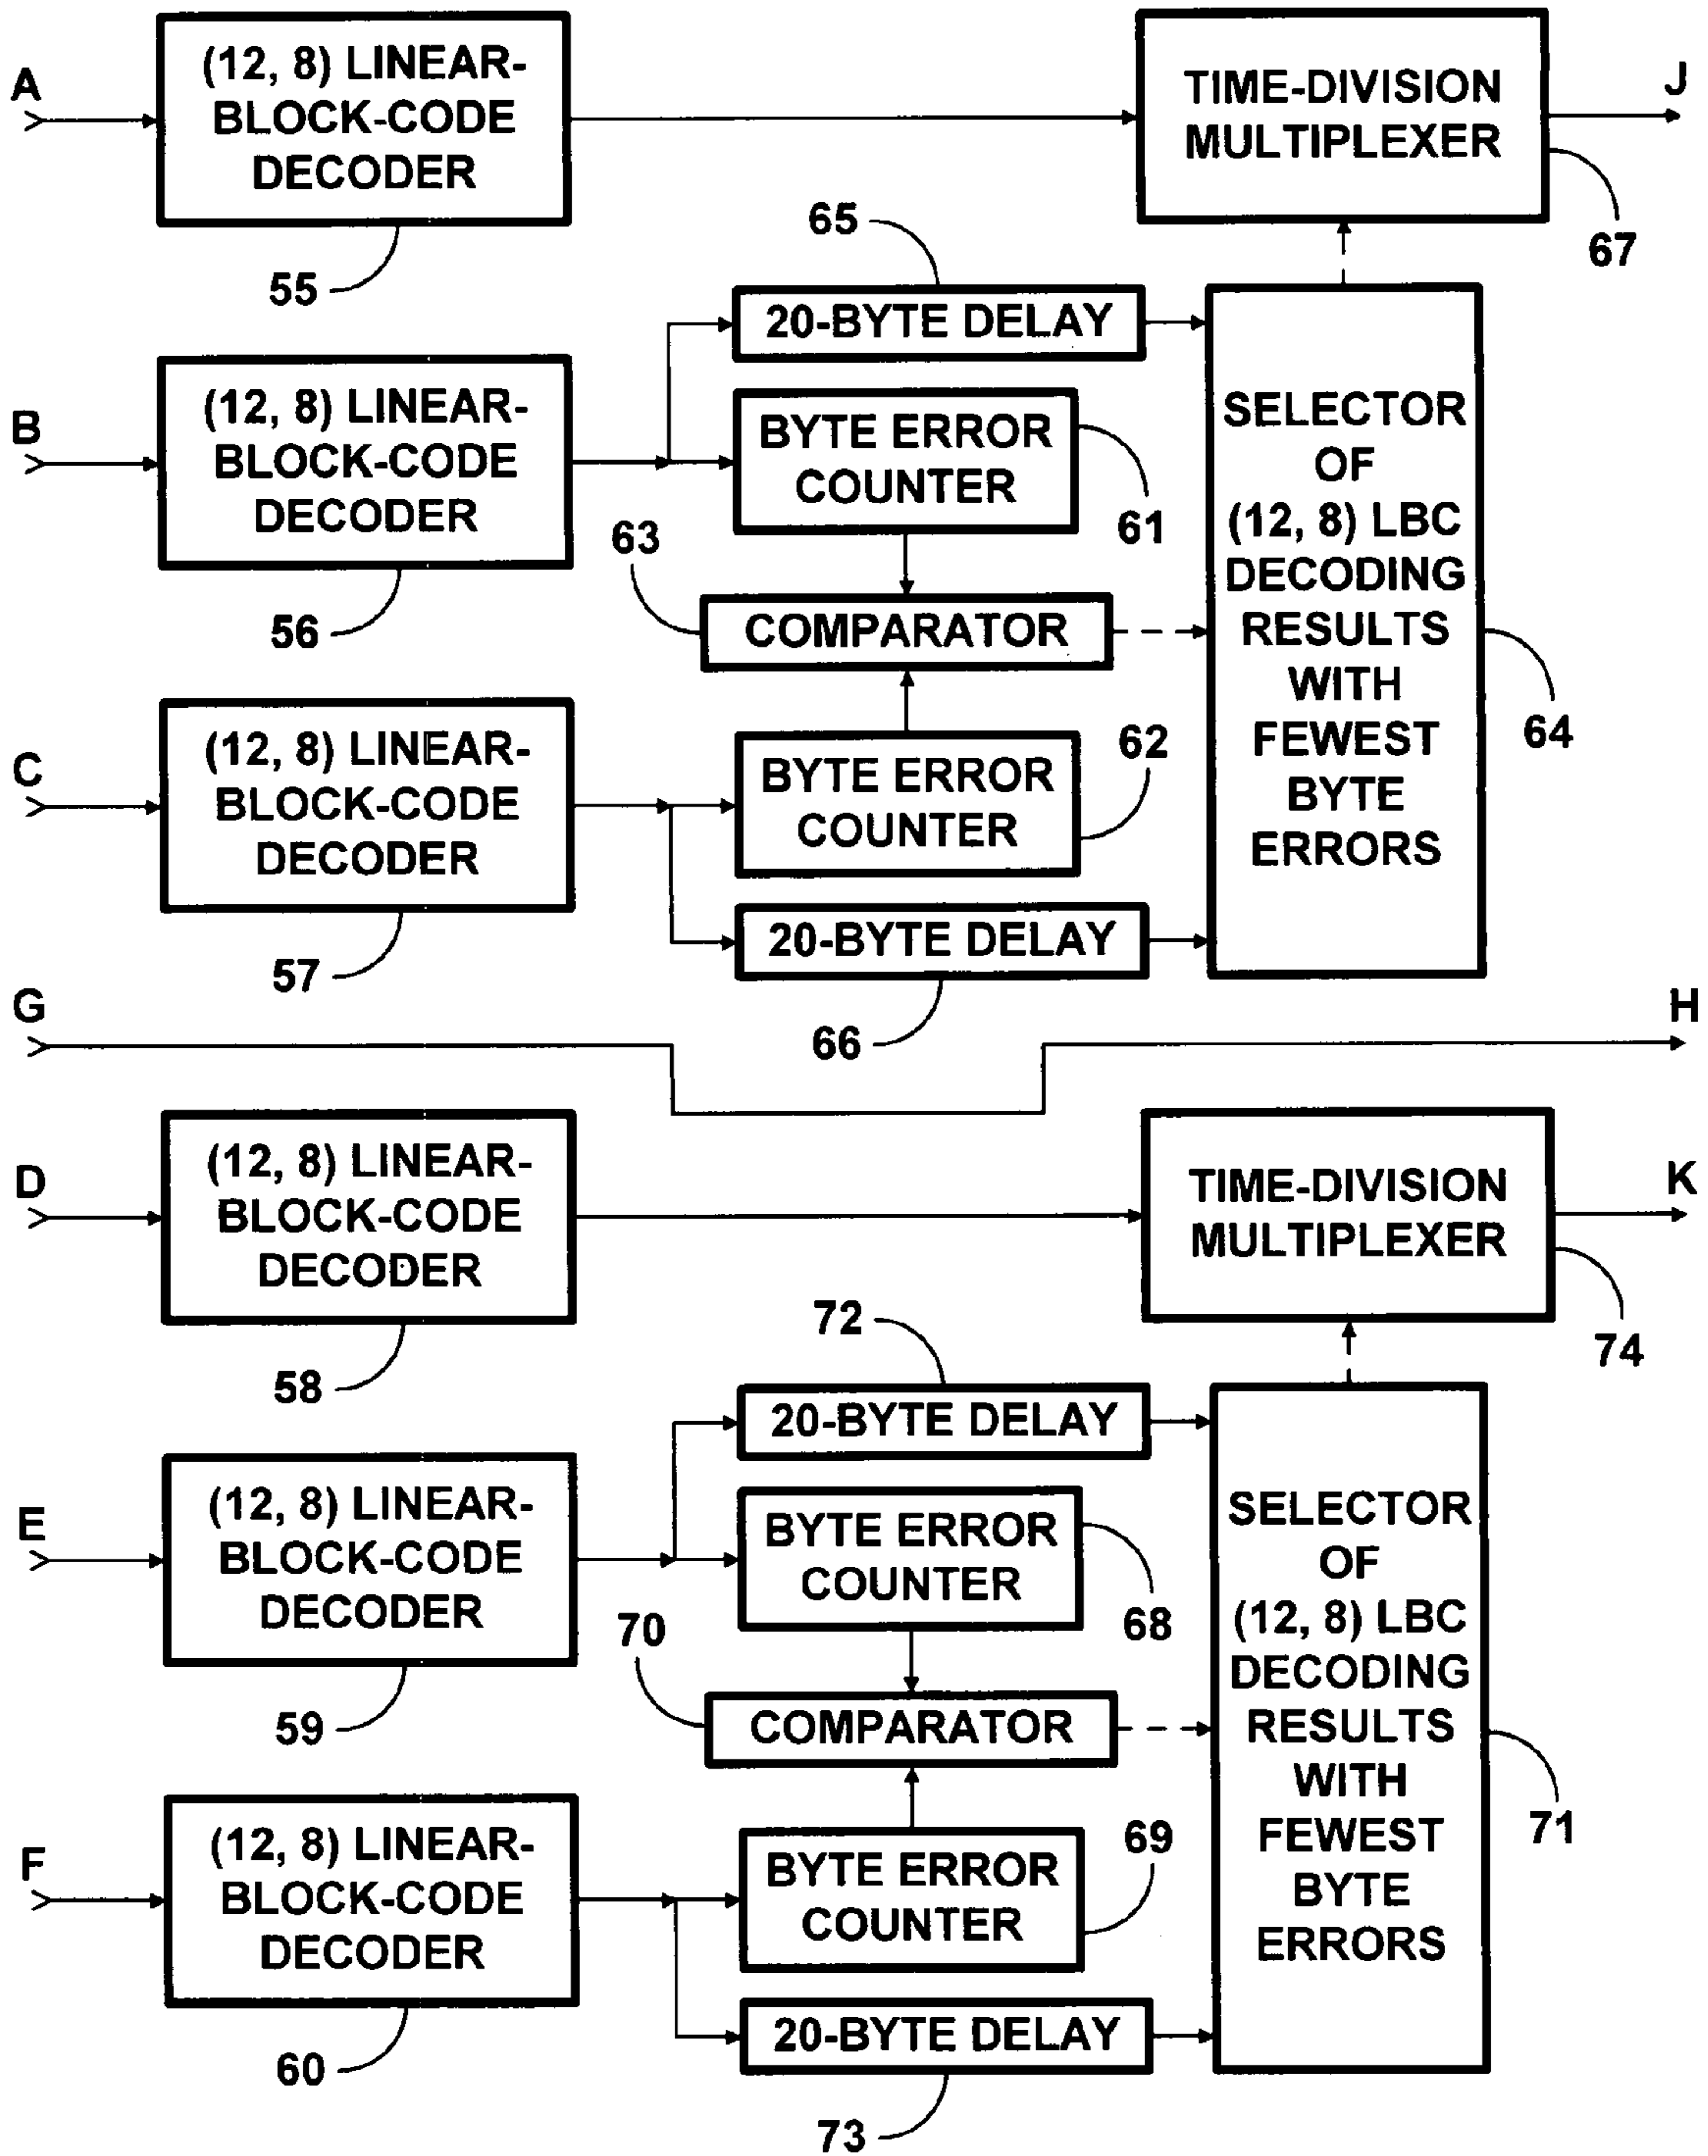 A
(12, 8) LINEAR-
BLOCK-CODE
DECODER
55
TIME-DIVISION
MULTIPLEXER
J
67
65
20-BYTE DELAY
B
(12, 8) LINEAR-
BLOCK-CODE
DECODER
56
BYTE ERROR
COUNTER
61
63
COMPARATOR
SELECTOR
OF
(12, 8) LBC
DECODING
RESULTS
WITH
FEWEST
BYTE
ERRORS
64
C
(12, 8) LINEAR-
BLOCK-CODE
DECODER
57
62
BYTE ERROR
COUNTER
20-BYTE DELAY
66
G
H
D
(12, 8) LINEAR-
BLOCK-CODE
DECODER
58
TIME-DIVISION
MULTIPLEXER
K
74
72
20-BYTE DELAY
E
(12, 8) LINEAR-
BLOCK-CODE
DECODER
59
BYTE ERROR
COUNTER
68
70
COMPARATOR
SELECTOR
OF
(12, 8) LBC
DECODING
RESULTS
WITH
FEWEST
BYTE
ERRORS
71
F
(12, 8) LINEAR-
BLOCK-CODE
DECODER
60
69
BYTE ERROR
COUNTER
20-BYTE DELAY
73